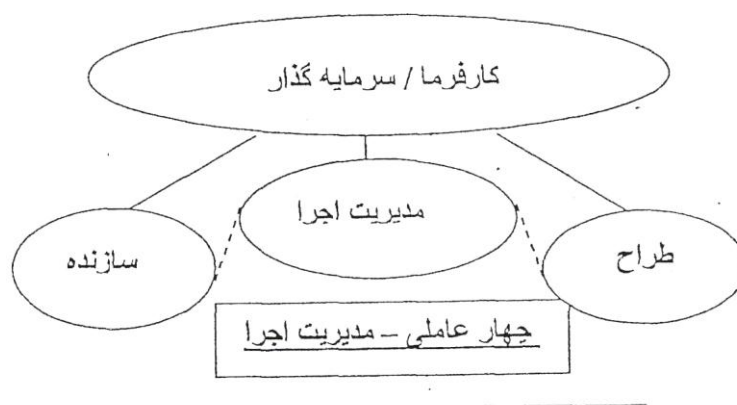 کارفرما / سرمایه گذار
مدیریت اجرا
طراح
سازنده
چهار عاملی – مدیریت اجرا